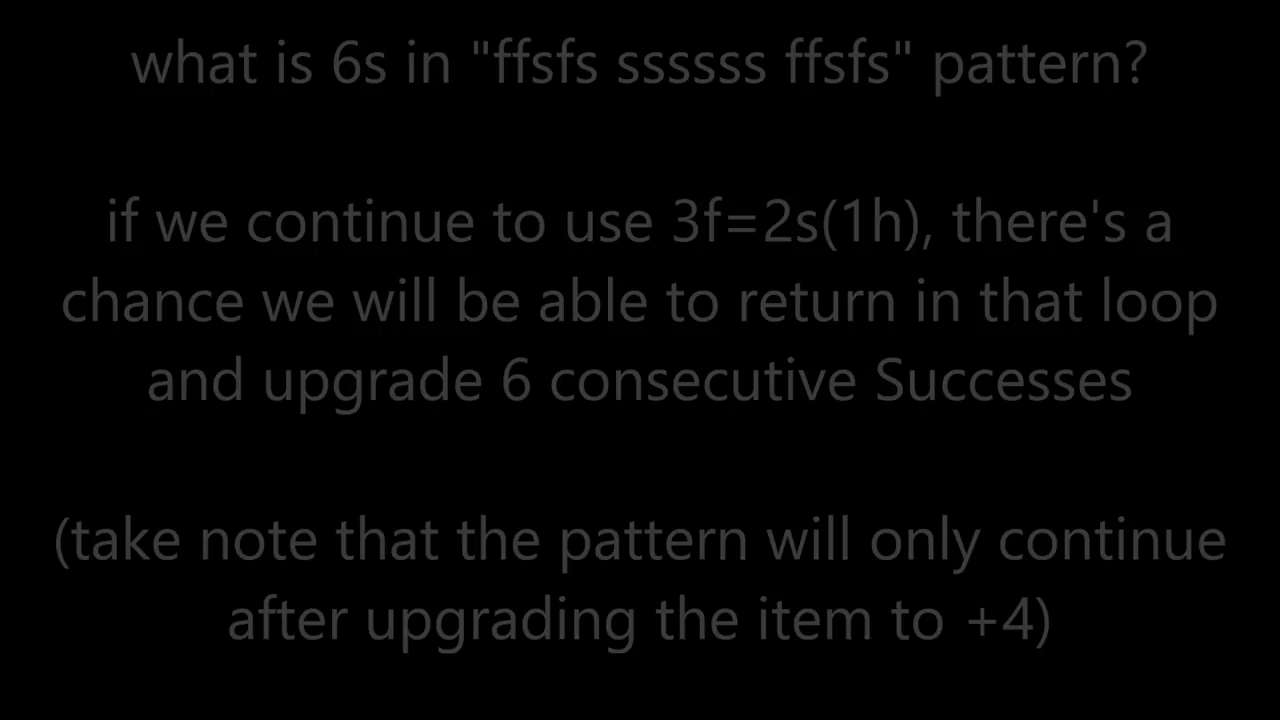 what is 6s in "ffsfs ssssss ffsfs" pattern?
if we continue to use 3f=2s(1h), there's a
chance we will be able to return in that loop
and upgrade 6 consecutive Successes
(take note that the pattern will only continue
after upgrading the item to +4)